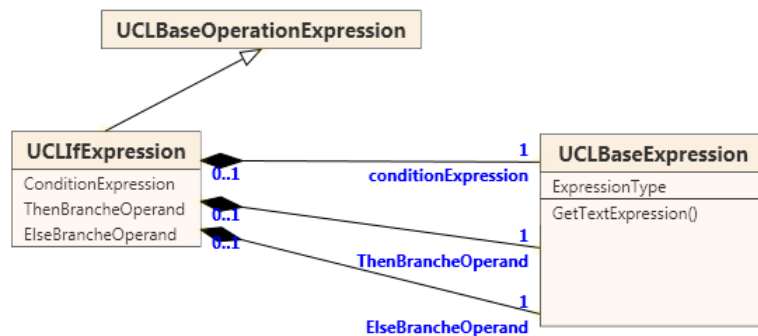 UCLBaseOperationExpression
UCLIfExpression
ConditionExpression
ThenBrancheOperand
ElseBrancheOperand
0..1
0..1
0..1
1
conditionExpression
1
ThenBrancheOperand
1
ElseBrancheOperand
UCLBaseExpression
ExpressionType
GetTextExpression()